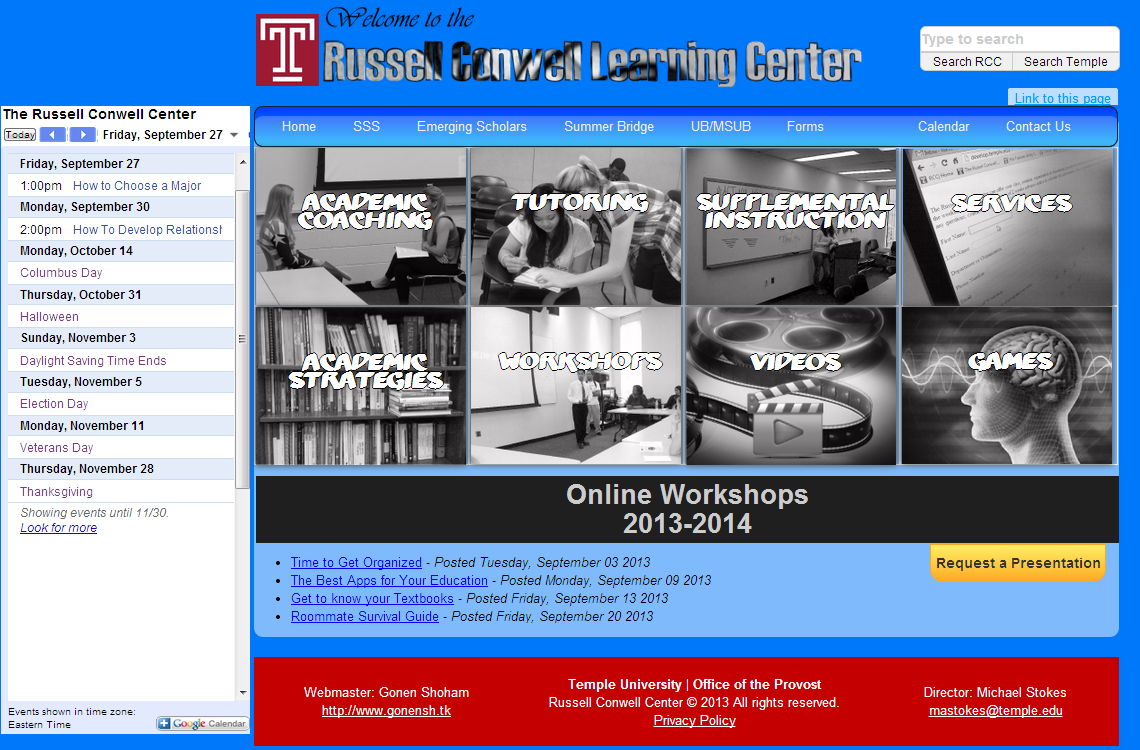 Welcome to the
Russell Conwell Learning Center
Type to search
Search RCC
Search Temple
Link to this page
The Russell Conwell Center
Today
Friday, September 27
Friday, September 27
1:00pm How to Choose a Major
Monday, September 30
2:00pm How To Develop Relationsh
Monday, October 14
Columbus Day
Thursday, October 31
Halloween
Sunday, November 3
Daylight Saving Time Ends
Tuesday, November 5
Election Day
Monday, November 11
Veterans Day
Thursday, November 28
Thanksgiving
Showing events until 11/30.
Look for more
Events shown in time zone:
Eastern Time
Google Calendar
Home SSS Emerging Scholars Summer Bridge UB/MSUB Forms Calendar Contact Us
ACADEMIC
COACHING
TUTORING
SUPPLEMENTAL
INSTRUCTION
SERVICES
ACADEMIC
STRATEGIES
WORKSHOPS
VIDEOS
GAMES
Online Workshops
2013-2014
Time to Get Organized - Posted Tuesday, September 03 2013
The Best Apps for Your Education - Posted Monday, September 09 2013
Get to know your Textbooks - Posted Friday, September 13 2013
Roommate Survival Guide - Posted Friday, September 20 2013
Request a Presentation
Webmaster: Gonen Shoham
http://www.gonensh.tk
Temple University | Office of the Provost
Russell Conwell Center © 2013 All rights reserved.
Privacy Policy
Director: Michael Stokes
mastokes@temple.edu